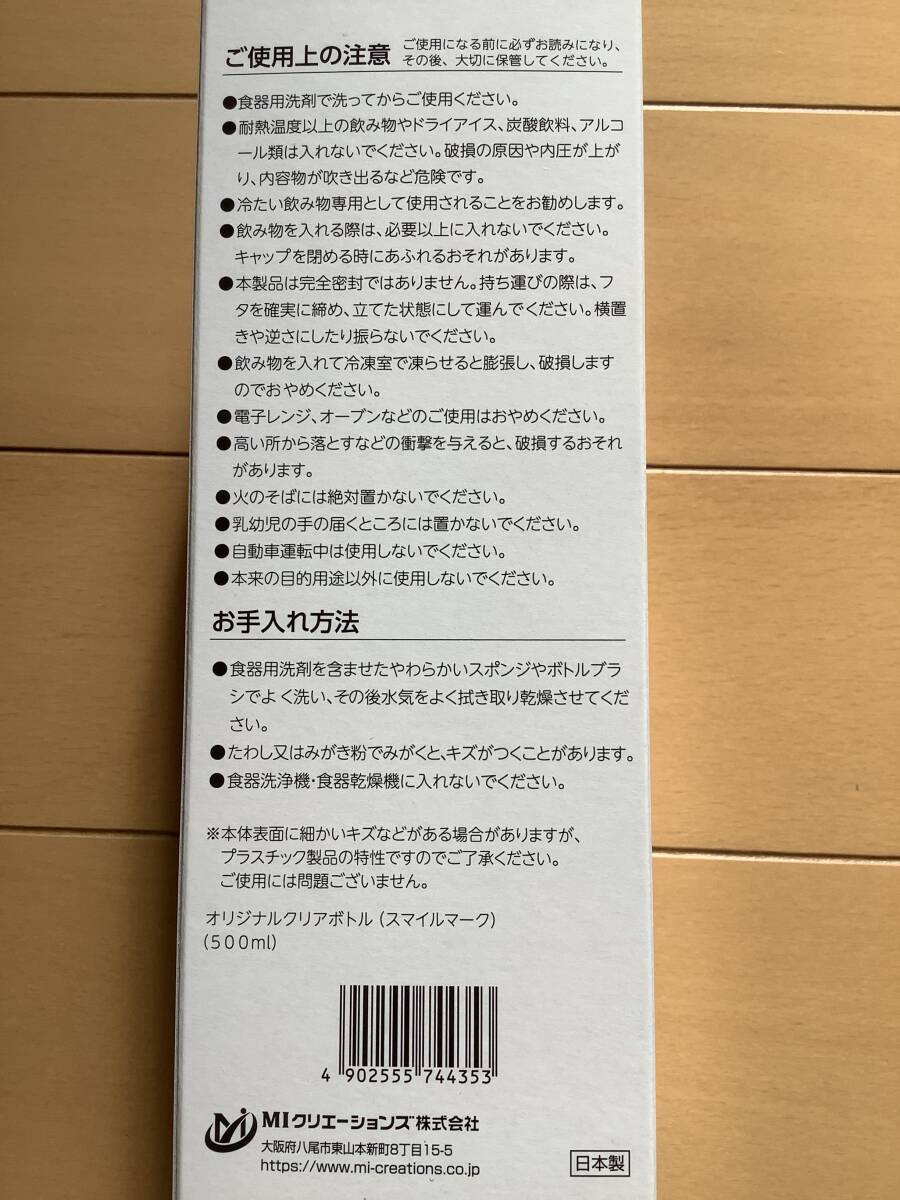 ご使用上の注意
ご使用になる前に必ずお読みになり、
その後、大切に保管してください。
●食器用洗剤で洗ってからご使用ください。
●耐熱温度以上の飲み物やドライアイス、炭酸飲料、アルコ
ール類は入れないでください。破損の原因や内圧が上が
り、内容物が吹き出るなど危険です。
●冷たい飲み物専用として使用されることをお勧めします。
●飲み物を入れる際は、必要以上に入れないでください。
キャップを閉める時にあふれるおそれがあります。
●本製品は完全密封ではありません。持ち運びの際は、フ
タを確実に締め、立てた状態にして運んでください。横置
きや逆さにしたり振らないでください。
●飲み物を入れて冷凍室で凍らせると膨張し、破損します
のでおやめください。
●電子レンジ、オーブンなどのご使用はおやめください。
●高い所から落とすなどの衝撃を与えると、破損するおそれ
があります。
●火のそばには絶対置かないでください。
●乳幼児の手の届くところには置かないでください。
●自動車運転中は使用しないでください。
●本来の目的用途以外に使用しないでください。
お手入れ方法
●食器用洗剤を含ませたやわらかいスポンジやボトルブラ
シでよく洗い、その後水気をよく拭き取り乾燥させてくだ
さい。
●たわし又はみがき粉でみがくと、キズがつくことがあります。
●食器洗浄機・食器乾燥機に入れないでください。
※本体表面に細かいキズなどがある場合がありますが、
プラスチック製品の特性ですのでご了承ください。
ご使用には問題ございません。
オリジナルクリアボトル（スマイルマーク）
（500ml）
4 902555 744353
MIクリエーションズ株式会社
大阪府八尾市東山本新町8丁目15-5
https://www.mi-creations.co.jp
日本製